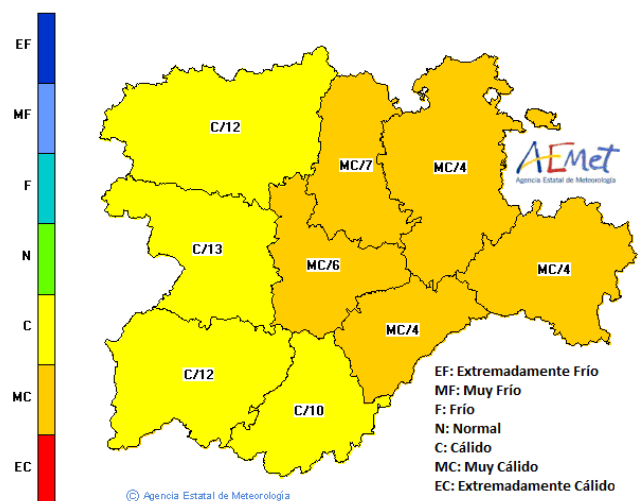 EF
MF
F
N
C
MC
EC
C/12
MC/7
MC/4
AEMet
Agencia Estatal de Meteorología
C/13
MC/6
MC/4
MC/4
C/12
C/10
EF: Extremadamente Frío
MF: Muy Frío
F: Frío
N: Normal
C: Cálido
MC: Muy Cálido
EC: Extremadamente Cálido
© Agencia Estatal de Meteorología